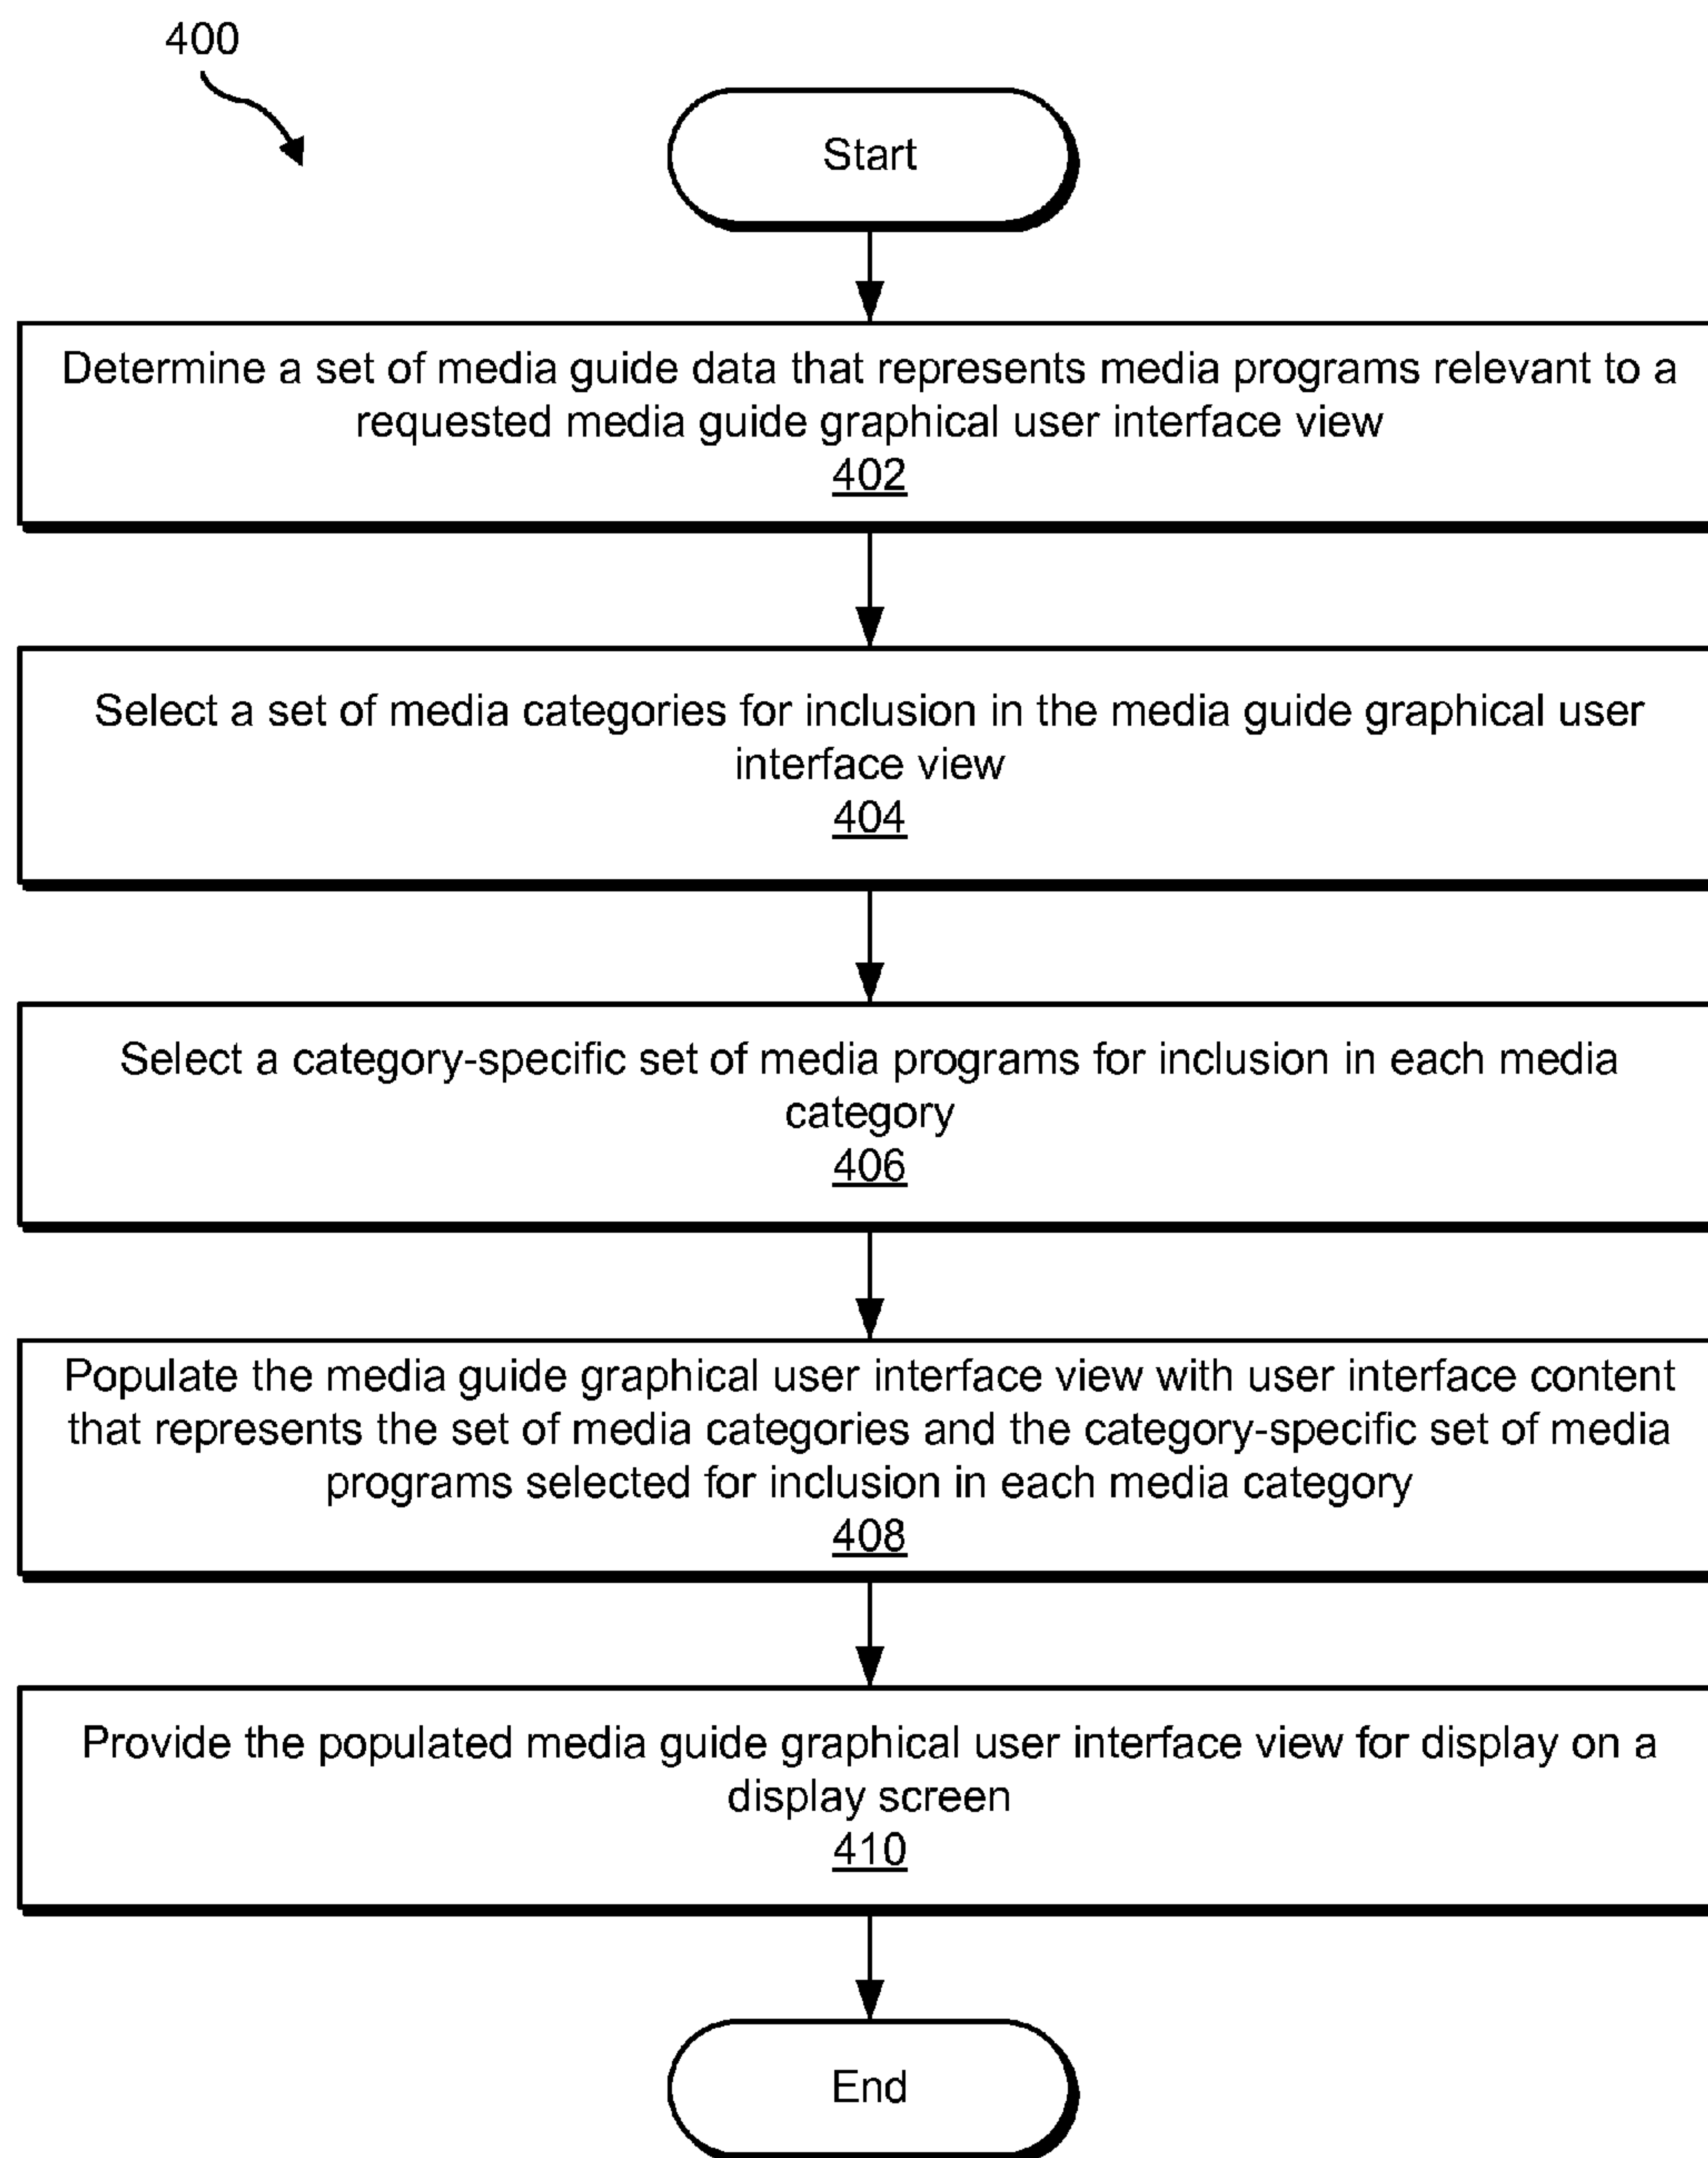 400
Start
Determine a set of media guide data that represents media programs relevant to a
requested media guide graphical user interface view
402
Select a set of media categories for inclusion in the media guide graphical user
interface view
404
Select a category-specific set of media programs for inclusion in each media
category
406
Populate the media guide graphical user interface view with user interface content
that represents the set of media categories and the category-specific set of media
programs selected for inclusion in each media category
408
Provide the populated media guide graphical user interface view for display on a
display screen
410
End